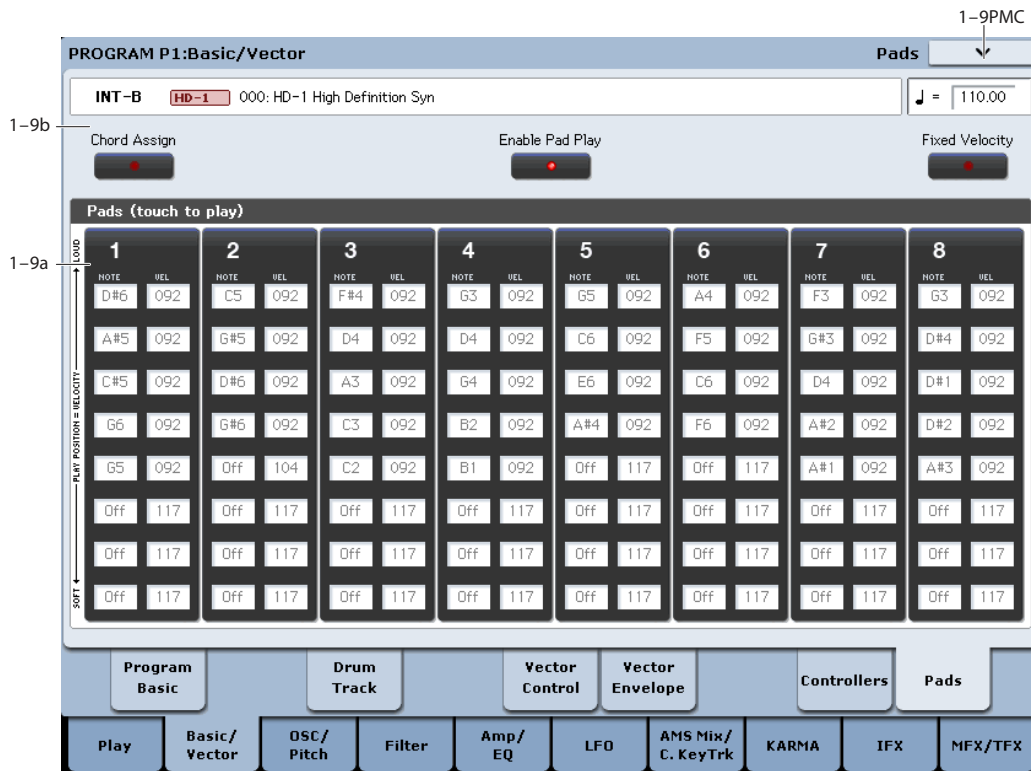 1–9PMC
PROGRAM P1:Basic/Vector Pads
INT-B HD-1 000: HD-1 High Definition Syn ♩ = 110.00
1–9b
Chord Assign Enable Pad Play Fixed Velocity
Pads (touch to play)
1–9a
SOFT PLAY POSITION = VELOCITY LOUD
1 2 3 4 5 6 7 8
NOTE VEL NOTE VEL NOTE VEL NOTE VEL NOTE VEL NOTE VEL NOTE VEL NOTE VEL
D#6 092 C5 092 F#4 092 G3 092 G5 092 A4 092 F3 092 G3 092
A#5 092 G#5 092 D4 092 D4 092 C6 092 F5 092 G#3 092 D#4 092
C#5 092 D#6 092 A3 092 G4 092 E6 092 C6 092 D4 092 D#1 092
G6 092 G#6 092 C3 092 B2 092 A#4 092 F6 092 A#2 092 D#2 092
G5 092 Off 104 C2 092 B1 092 Off 117 Off 117 A#1 092 A#3 092
Off 117 Off 117 Off 117 Off 117 Off 117 Off 117 Off 117 Off 117
Off 117 Off 117 Off 117 Off 117 Off 117 Off 117 Off 117 Off 117
Off 117 Off 117 Off 117 Off 117 Off 117 Off 117 Off 117 Off 117
Program Drum Vector Vector
Basic Track Control Envelope Controllers Pads
Play Basic/ OSC/ Filter Amp/ LFO AMS Mix/ KARMA IFX MFX/TFX
Vector Pitch EQ C. KeyTrk